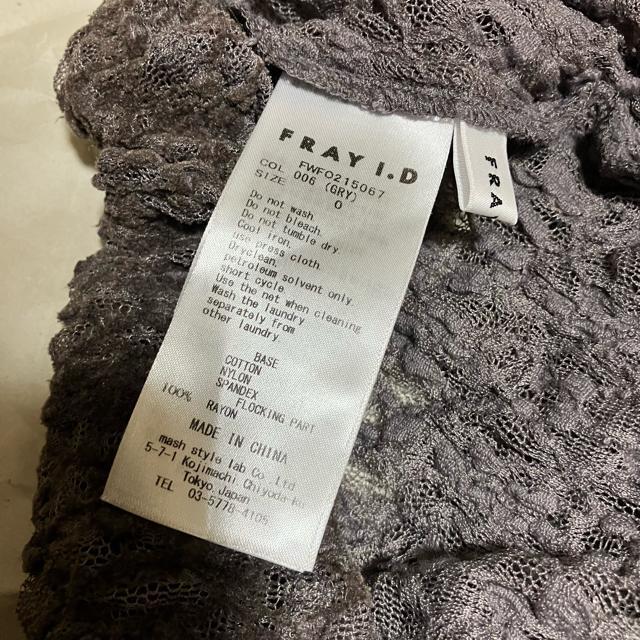 FRAY I.D
FWFO215067
COL 006 (GRY)
SIZE 0
Do not wash.
Do not bleach.
Do not tumble dry.
Cool iron.
use press cloth.
Dryclean.
petroleum solvent only.
short cycle.
Use the net when cleaning
Wash the laundry
separately from
other laundry.
BASE
COTTON
NYLON
SPANDEX
FLOCKING PART
100% RAYON
MADE IN CHINA
mash style lab Co. Ltd
5-7-1 Kojimachi Chiyoda-ku
Tokyo Japan
TEL 03-5778-4105
FRA